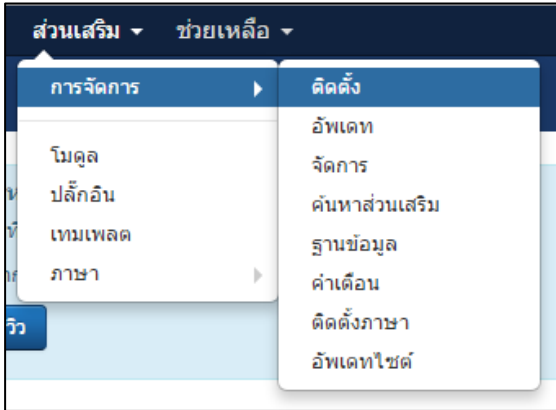 ส่วนเสริม ช่วยเหลือ
การจัดการ
โมดูล
ปลั๊กอิน
เทมเพลต
ภาษา
ติดตั้ง
อัพเดท
จัดการ
ค้นหาส่วนเสริม
ฐานข้อมูล
ค่าเตือน
ติดตั้งภาษา
อัพเดทไซต์
วิว